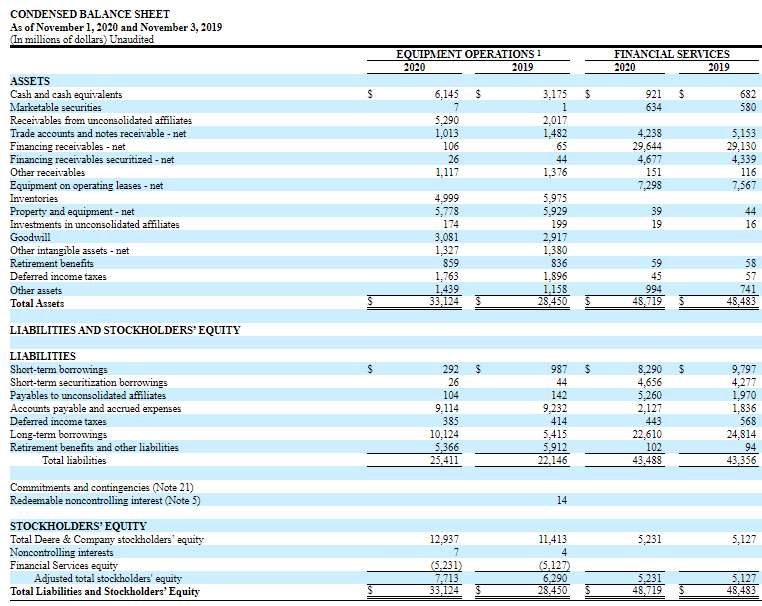 CONDENSED BALANCE SHEET
As of November 1, 2020 and November 3, 2019
(In millions of dollars) Unaudited
EQUIPMENT OPERATIONS 1 FINANCIAL SERVICES
2020 2019 2020 2019
ASSETS
Cash and cash equivalents $ 6,145 $ 3,175 $ 921 $ 682
Marketable securities 7 1 634 580
Receivables from unconsolidated affiliates 5,290 2,017
Trade accounts and notes receivable - net 1,013 1,482 4,238 5,153
Financing receivables - net 106 65 29,644 29,130
Financing receivables securitized - net 26 44 4,677 4,339
Other receivables 1,117 1,376 151 116
Equipment on operating leases - net 7,298 7,567
Inventories 4,999 5,975
Property and equipment - net 5,778 5,929 39 44
Investments in unconsolidated affiliates 174 199 19 16
Goodwill 3,081 2,917
Other intangible assets - net 1,327 1,380
Retirement benefits 859 836 59 58
Deferred income taxes 1,763 1,896 45 57
Other assets 1,439 1,158 994 741
Total Assets $ 33,124 $ 28,450 $ 48,719 $ 48,483
LIABILITIES AND STOCKHOLDERS' EQUITY
LIABILITIES
Short-term borrowings $ 292 $ 987 $ 8,290 $ 9,797
Short-term securitization borrowings 26 44 4,656 4,277
Payables to unconsolidated affiliates 104 142 5,260 1,970
Accounts payable and accrued expenses 9,114 9,232 2,127 1,836
Deferred income taxes 385 414 443 568
Long-term borrowings 10,124 5,415 22,610 24,814
Retirement benefits and other liabilities 5,366 5,912 102 94
Total liabilities 25,411 22,146 43,488 43,356
Commitments and contingencies (Note 21)
Redeemable noncontrolling interest (Note 5) 14
STOCKHOLDERS' EQUITY
Total Deere & Company stockholders' equity 12,937 11,413 5,231 5,127
Noncontrolling interests 7 4
Financial Services equity (5,231) (5,127)
Adjusted total stockholders' equity 7,713 6,290 5,231 5,127
Total Liabilities and Stockholders' Equity $ 33,124 $ 28,450 $ 48,719 $ 48,483